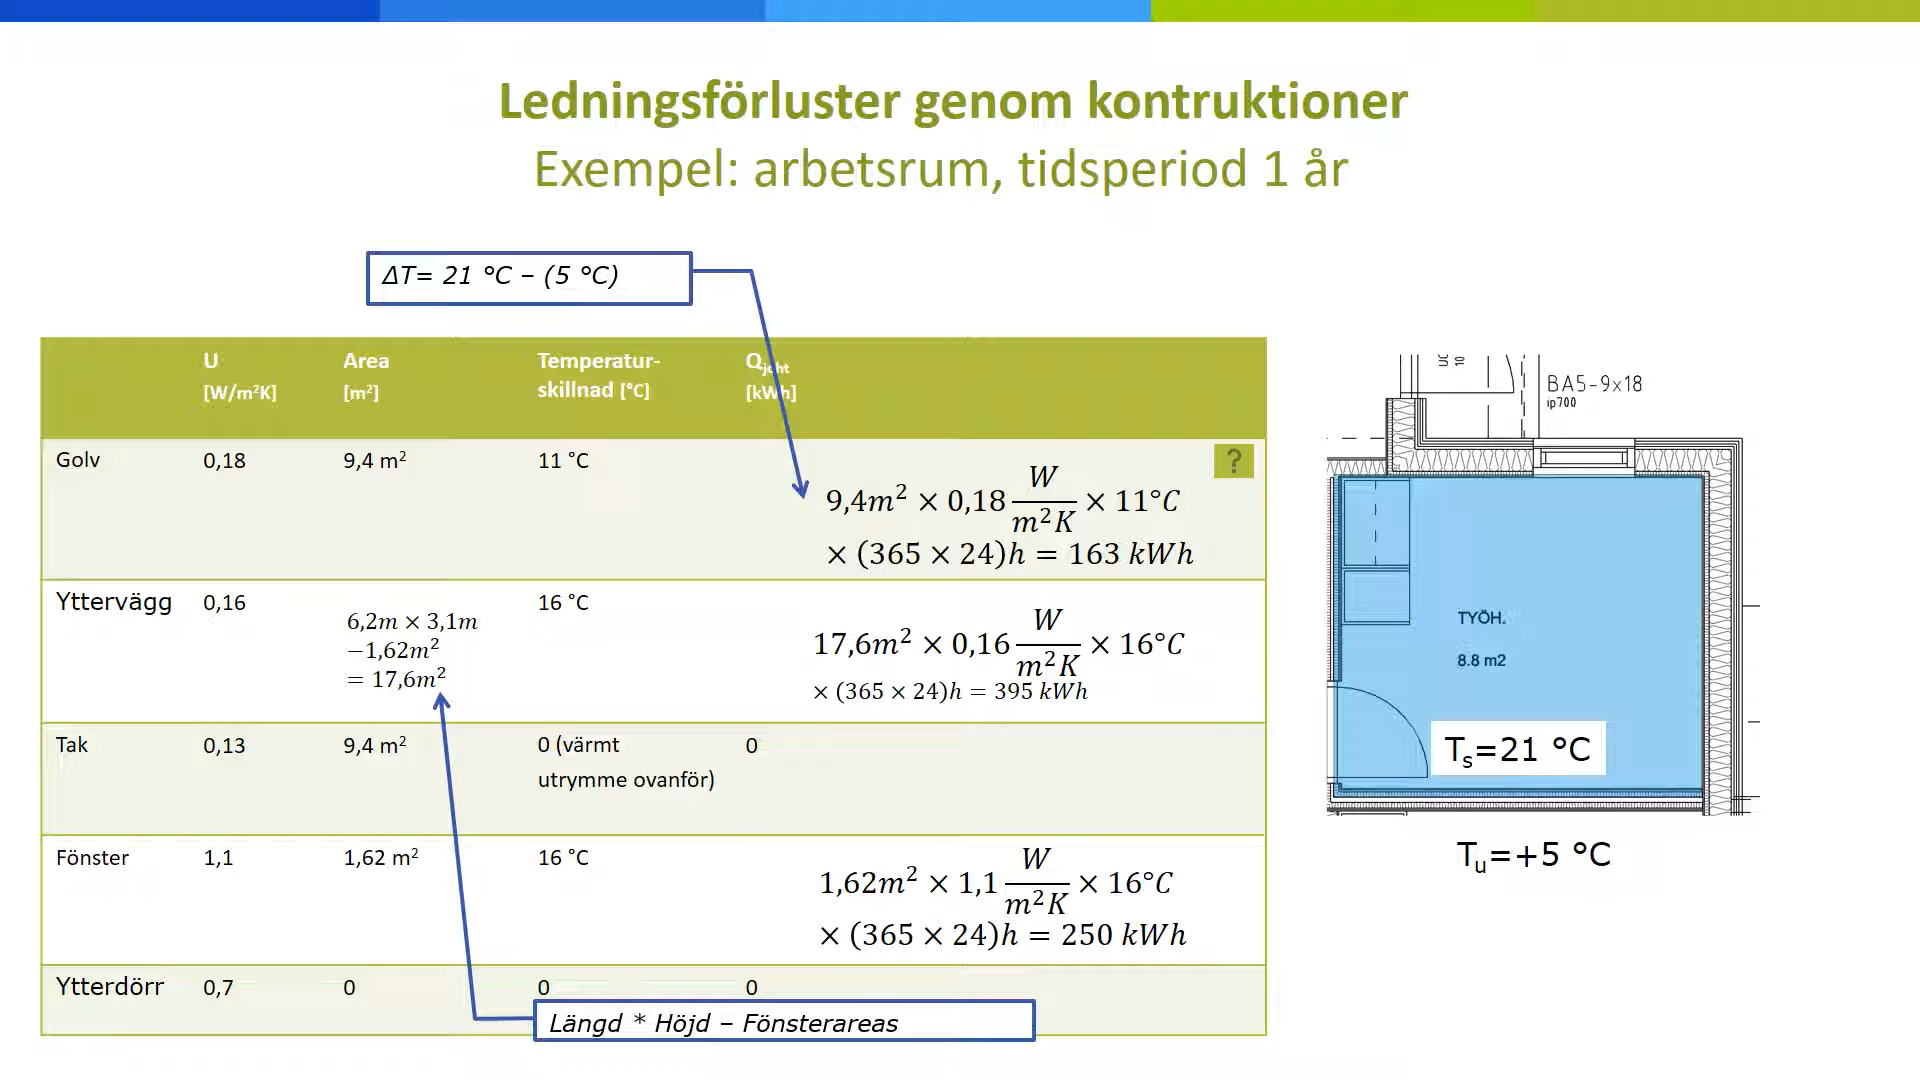 Ledningsförluster genom kontruktioner
Exempel: arbetsrum, tidsperiod 1 år
ΔT= 21 °C – (5 °C)
U [W/m²K]
Area [m²]
Temperatur-
skillnad [°C]
[kWh]
Golv 0,18 9,4 m² 11 °C
?
9,4m² × 0,18 W/m²K × 11°C
× (365 × 24)h = 163 kWh
Yttervägg 0,16
6,2m × 3,1m
−1,62m²
= 17,6m²
16 °C
17,6m² × 0,16 W/m²K × 16°C
× (365 × 24)h = 395 kWh
Tak 0,13 9,4 m² 0 (värmt
utrymme ovanför)
0
Fönster 1,1 1,62 m² 16 °C
1,62m² × 1,1 W/m²K × 16°C
× (365 × 24)h = 250 kWh
Ytterdörr 0,7 0 0 0
Längd * Höjd – Fönsterareas
10
BA5-9x18
ip700
TYÖH.
8.8 m2
Ts=21 °C
Tu=+5 °C